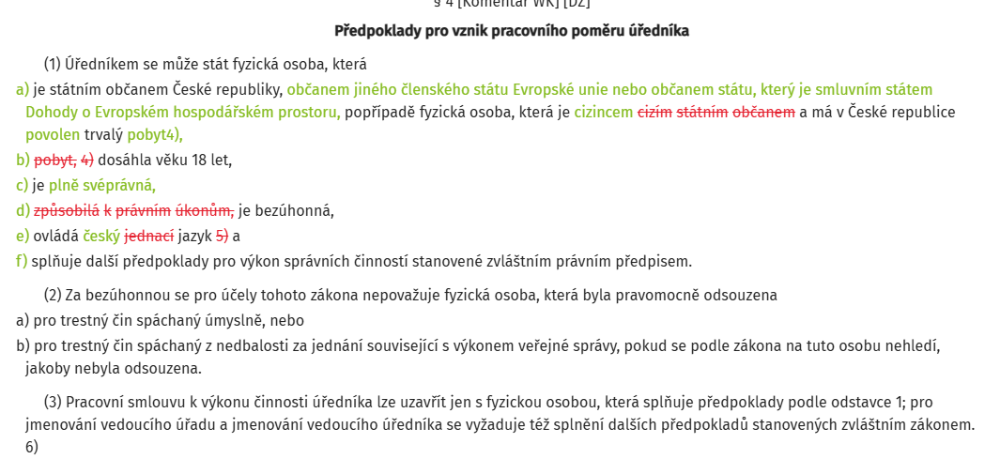 § 4 [Komentář WK] [DZ]
Předpoklady pro vznik pracovního poměru úředníka
(1) Úředníkem se může stát fyzická osoba, která
a) je státním občanem České republiky, občanem jiného členského státu Evropské unie nebo občanem státu, který je smluvním státem
Dohody o Evropském hospodářském prostoru, popřípadě fyzická osoba, která je cizincem cizím státním občanem a má v České republice
povolen trvalý pobyt4),
b) pobyt, 4) dosáhla věku 18 let,
c) je plně svéprávná,
d) způsobilá k právním úkonům, je bezúhonná,
e) ovládá český jednací jazyk 5) a
f) splňuje další předpoklady pro výkon správních činností stanovené zvláštním právním předpisem.
(2) Za bezúhonnou se pro účely tohoto zákona nepovažuje fyzická osoba, která byla pravomocně odsouzena
a) pro trestný čin spáchaný úmyslně, nebo
b) pro trestný čin spáchaný z nedbalosti za jednání související s výkonem veřejné správy, pokud se podle zákona na tuto osobu nehledí,
jakoby nebyla odsouzena.
(3) Pracovní smlouvu k výkonu činnosti úředníka lze uzavřít jen s fyzickou osobou, která splňuje předpoklady podle odstavce 1; pro
jmenování vedoucího úřadu a jmenování vedoucího úředníka se vyžaduje též splnění dalších předpokladů stanovených zvláštním zákonem.
6)